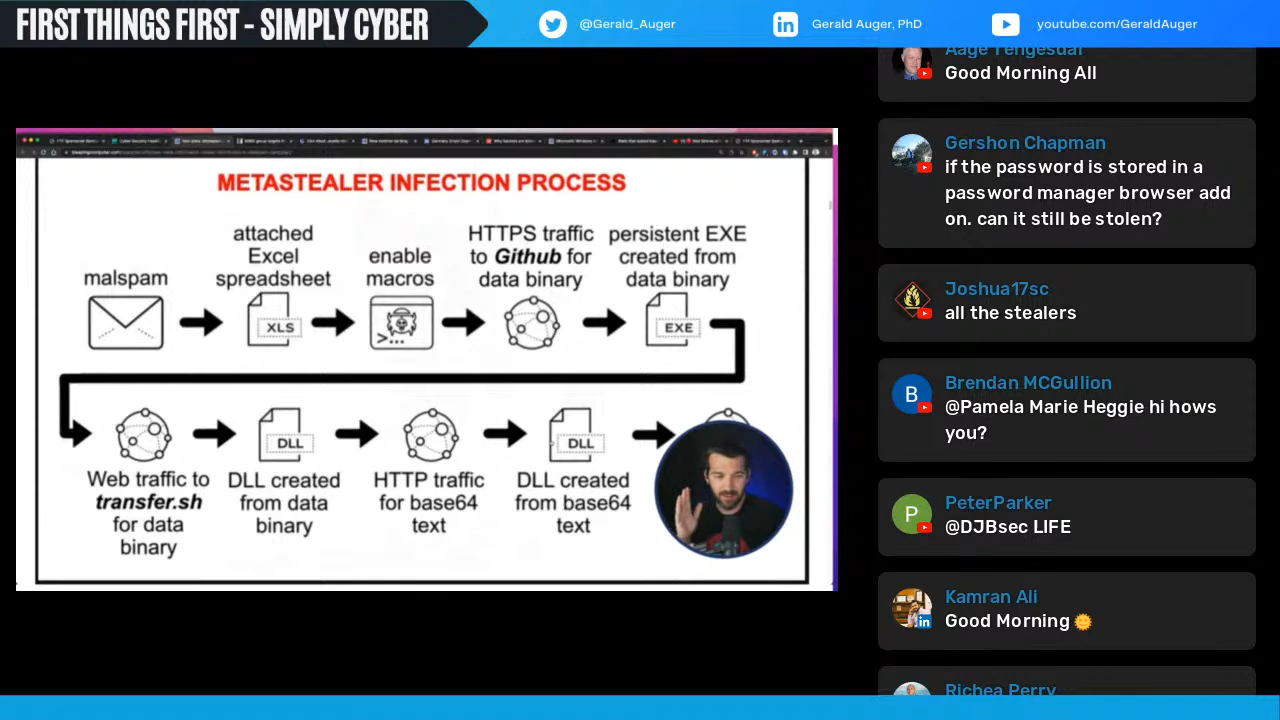 FIRST THINGS FIRST - SIMPLY CYBER
@Gerald_Auger
Gerald Auger, PhD
youtube.com/GeraldAuger
METASTEALER INFECTION PROCESS
malspam
attached
Excel
spreadsheet
XLS
enable
macros
>...
HTTPS traffic
to Github for
data binary
persistent EXE
created from
data binary
EXE
Web traffic to
transfer.sh
for data
binary
DLL
DLL created
from data
binary
HTTP traffic
for base64
text
DLL
DLL created
from base64
text
Aage Tengesdal
Good Morning All
Gershon Chapman
if the password is stored in a
password manager browser add
on. can it still be stolen?
Joshua17sc
all the stealers
B
Brendan MCGullion
@Pamela Marie Heggie hi hows
you?
P
PeterParker
@DJBsec LIFE
Kamran Ali
Good Morning 🌞
Richea Perry